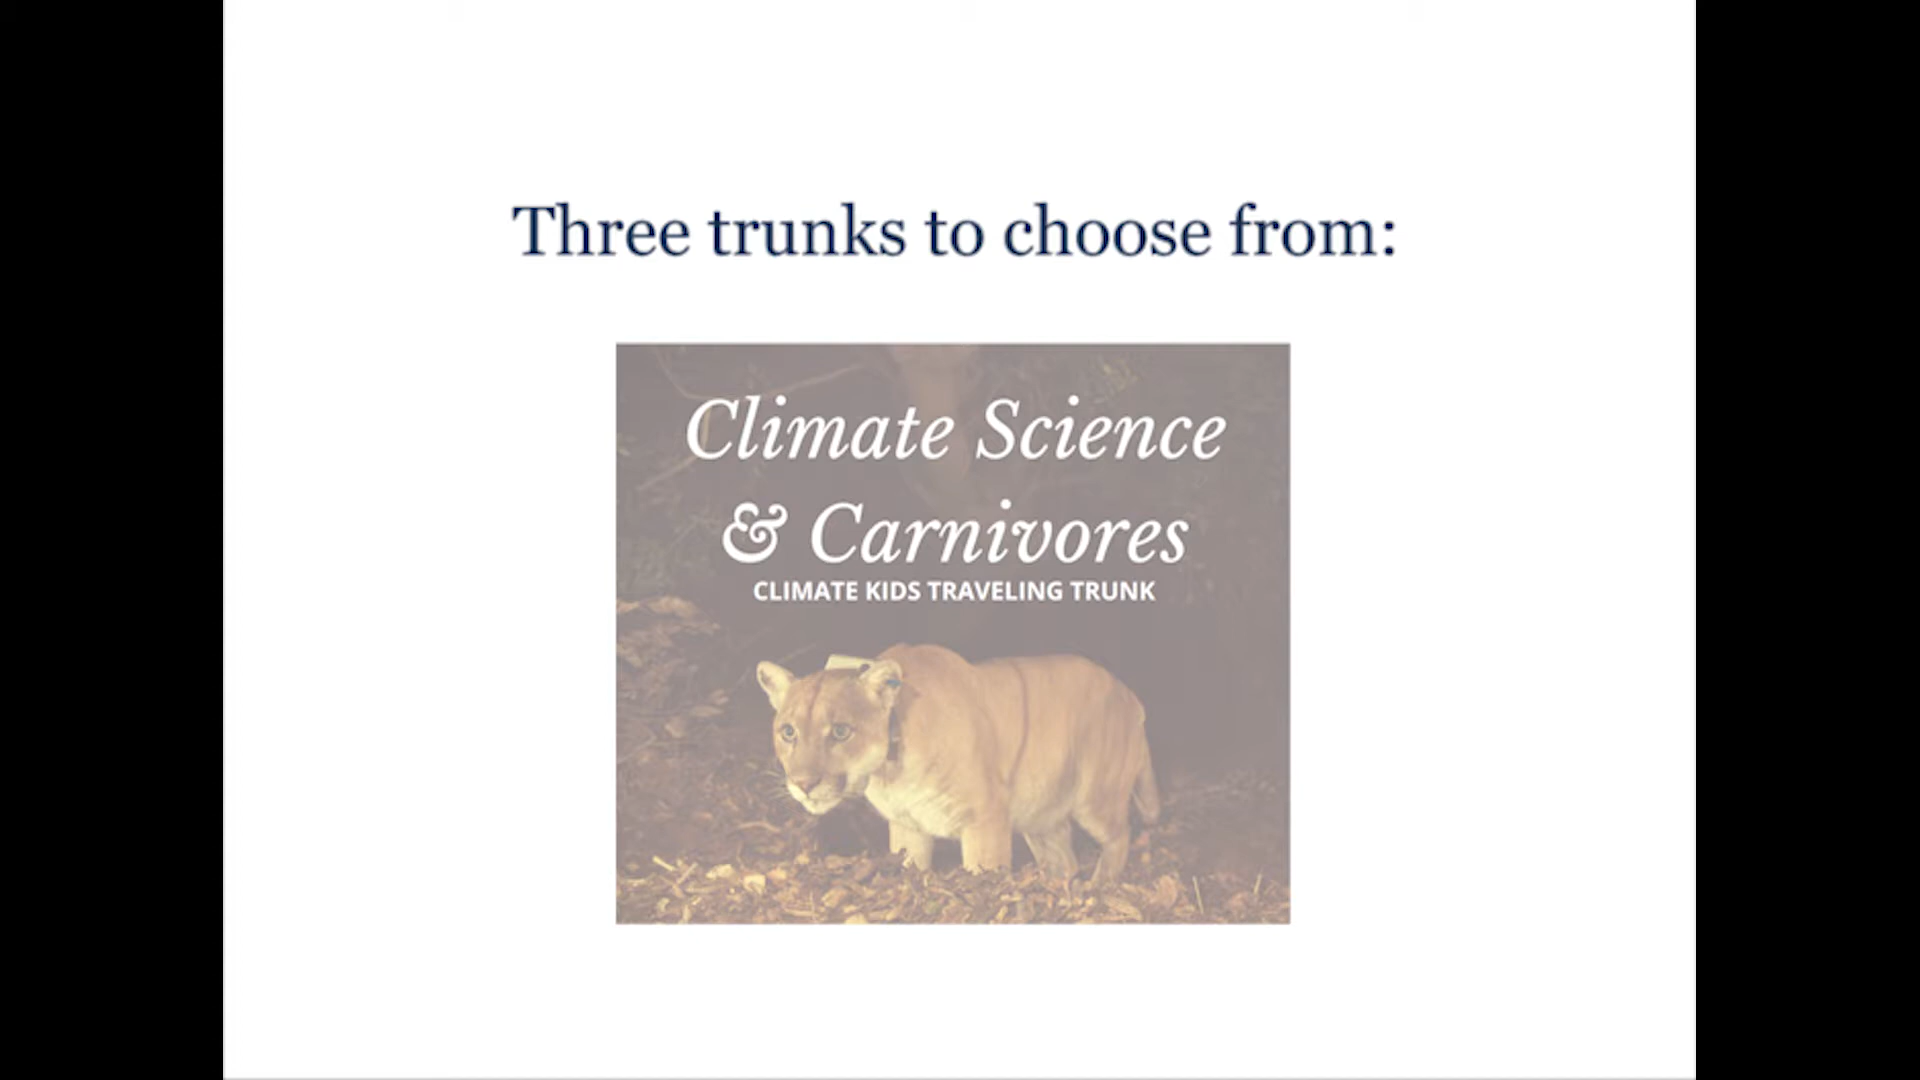 Three trunks to choose from:
Climate Science
& Carnivores
CLIMATE KIDS TRAVELING TRUNK